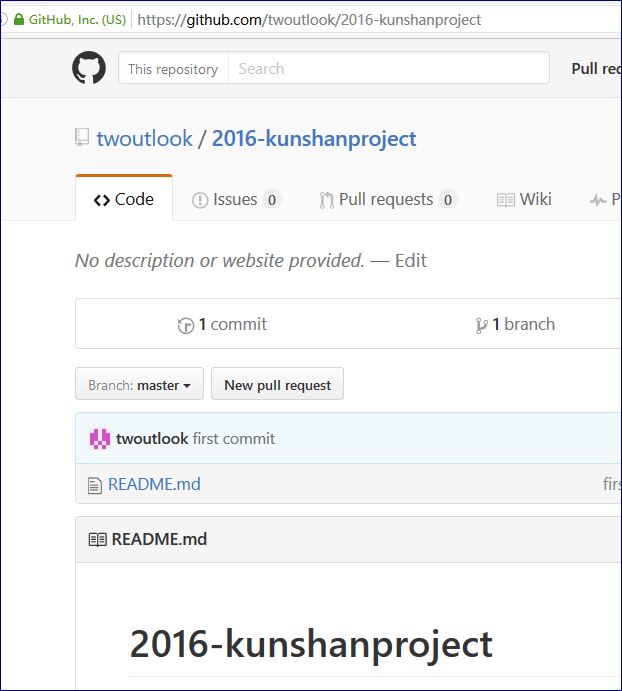 GitHub, Inc. (US) https://github.com/twoutlook/2016-kunshanproject
This repository Search Pull req
twoutlook / 2016-kunshanproject
Code Issues 0 Pull requests 0 Wiki P
No description or website provided. — Edit
1 commit 1 branch
Branch: master New pull request
twoutlook first commit
README.md firs
README.md
2016-kunshanproject